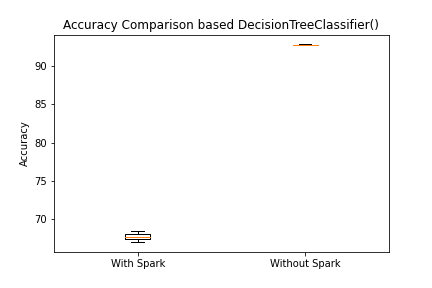 Accuracy Comparison based DecisionTreeClassifier()
90
85
80
75
70
Accuracy
With Spark
Without Spark